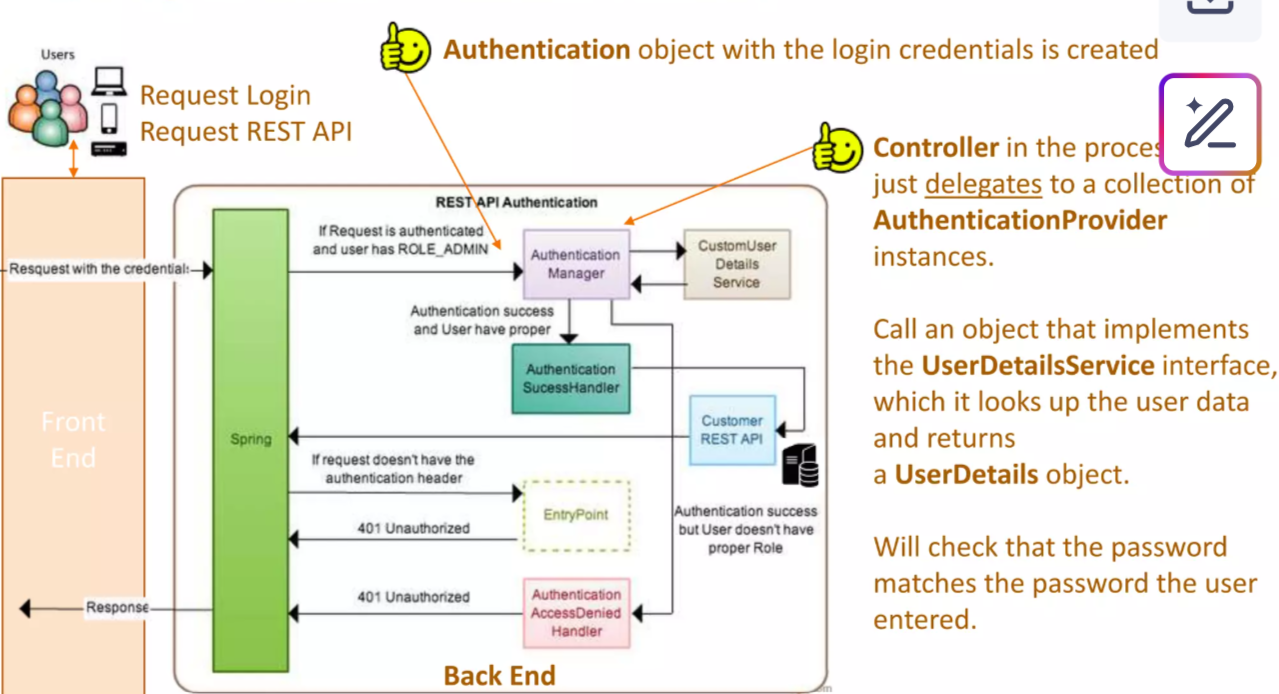 Authentication object with the login credentials is created
Users
Request Login
Request REST API
Controller in the
just delegates to a collection of
AuthenticationProvider
instances.
Call an object that implements
the UserDetailsService interface,
which it looks up the user data
and returns
a UserDetails object.
Will check that the password
matches the password the user
entered.
Front
End
Resquest with the credentials
Response
REST API Authentication
Spring
If Request is authenticated
and user has ROLE_ADMIN
Authentication
Manager
CustomUser
Details
Service
Authentication success
and User have proper
Authentication
SucessHandler
Customer
REST API
If request doesn't have the
authentication header
EntryPoint
401 Unauthorized
Authentication success
but User doesn't have
proper Role
401 Unauthorized
Authentication
AccessDenied
Handler
Back End